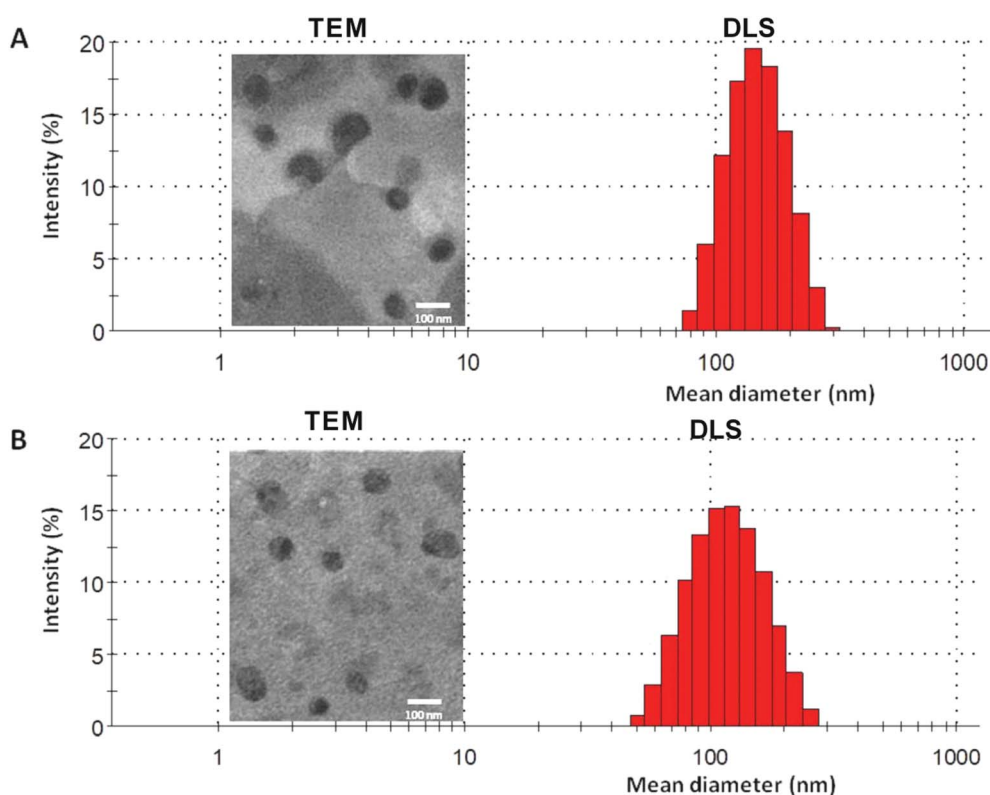 A
TEM
DLS
Intensity (%)
20
15
10
5
0
100 nm
1 10 100 1000
Mean diameter (nm)
B
TEM
DLS
Intensity (%)
20
15
10
5
0
100 nm
1 10 100 1000
Mean diameter (nm)